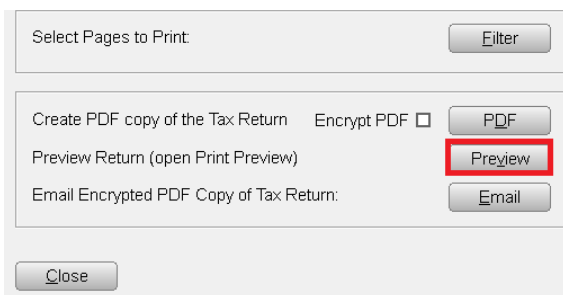 Select Pages to Print: Filter
Create PDF copy of the Tax Return Encrypt PDF PDF
Preview Return (open Print Preview) Preview
Email Encrypted PDF Copy of Tax Return: Email
Close